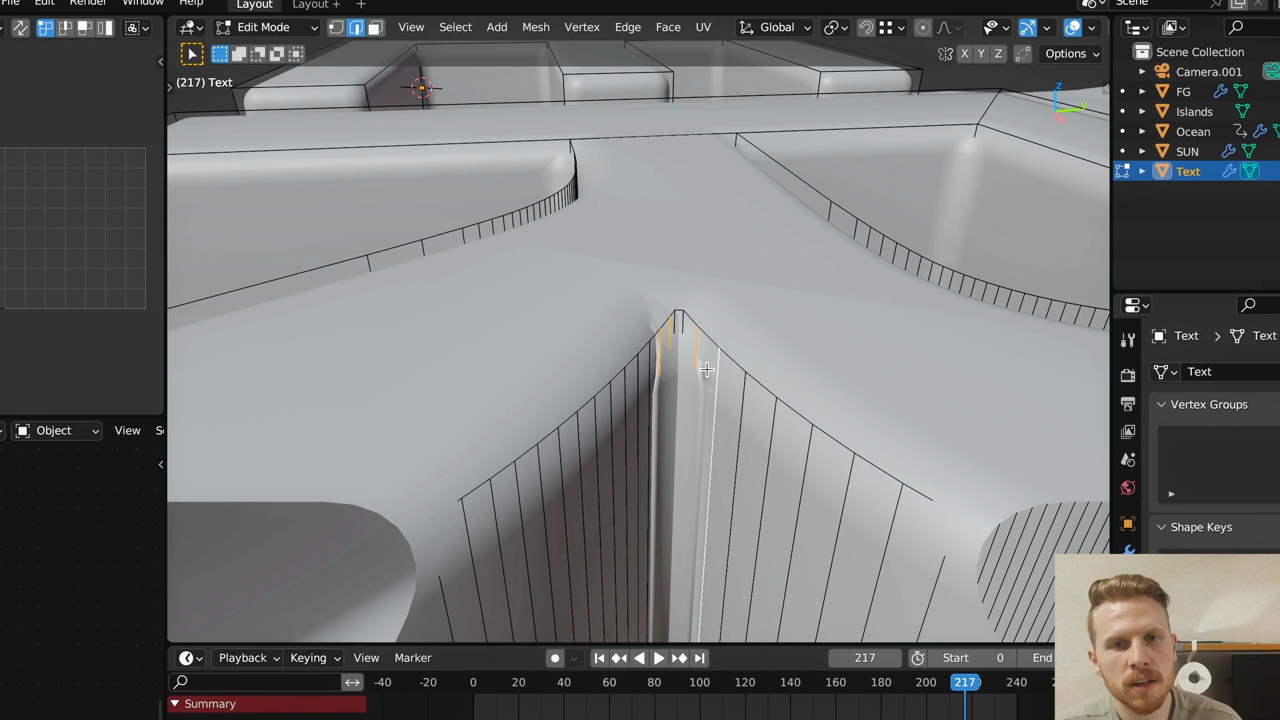 File Edit Render Window Layout Layout + + Scene
Edit Mode View Select Add Mesh Vertex Edge Face UV Global
X Y Z Options
(217) Text
Scene Collection
Camera.001
FG
Islands
Ocean
SUN
Text
Z
Y
Text > Text
Text
Vertex Groups
Shape Keys
Object View
Playback Keying View Marker 217 Start 0 End
-40 -20 0 20 40 60 80 100 120 140 160 180 200 217 240
Summary